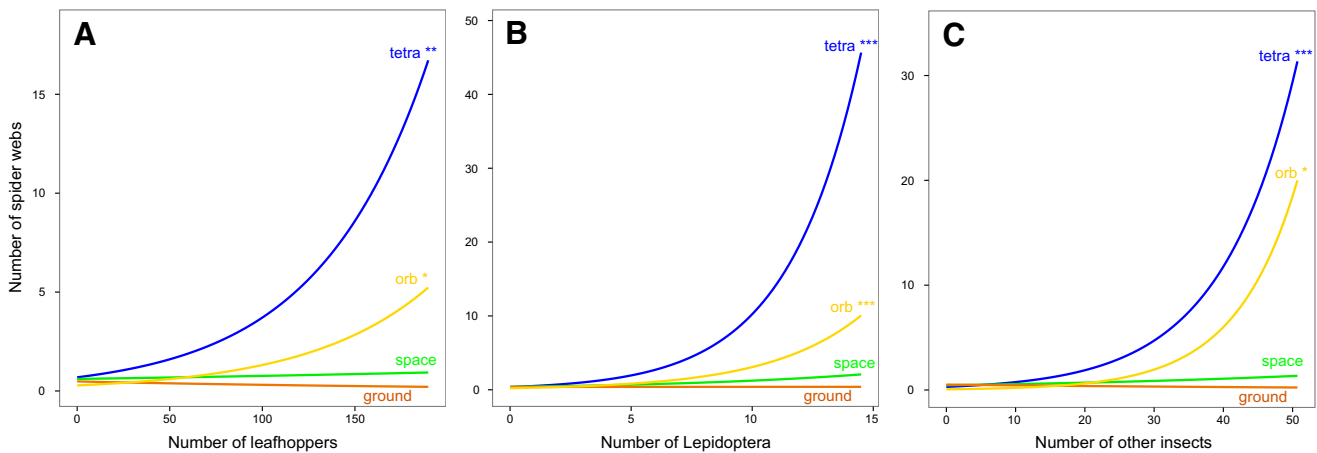 A
B
C
Number of spider webs
15
10
5
0
tetra **
orb *
space
ground
0
50
100
150
Number of leafhoppers
50
40
30
20
10
0
tetra ***
orb ***
space
ground
0
5
10
15
Number of Lepidoptera
30
20
10
0
tetra ***
orb *
space
ground
0
10
20
30
40
50
Number of other insects